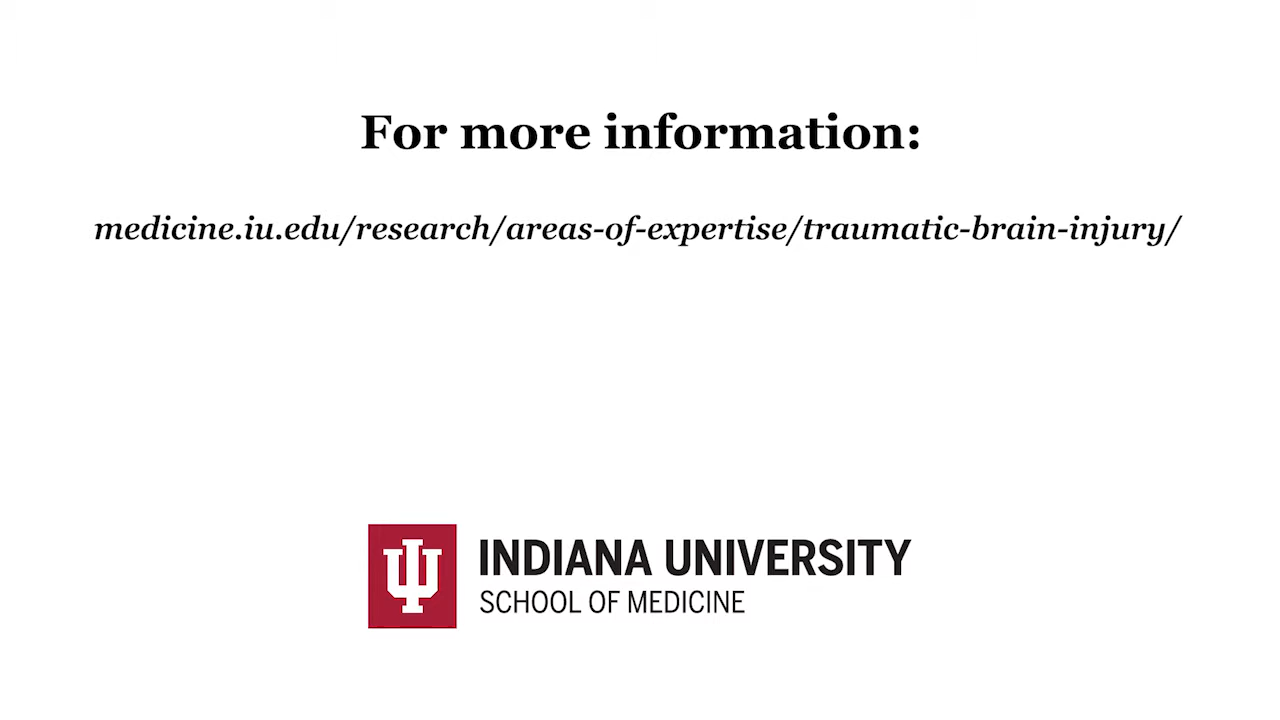 For more information:
medicine.iu.edu/research/areas-of-expertise/traumatic-brain-injury/
INDIANA UNIVERSITY
SCHOOL OF MEDICINE